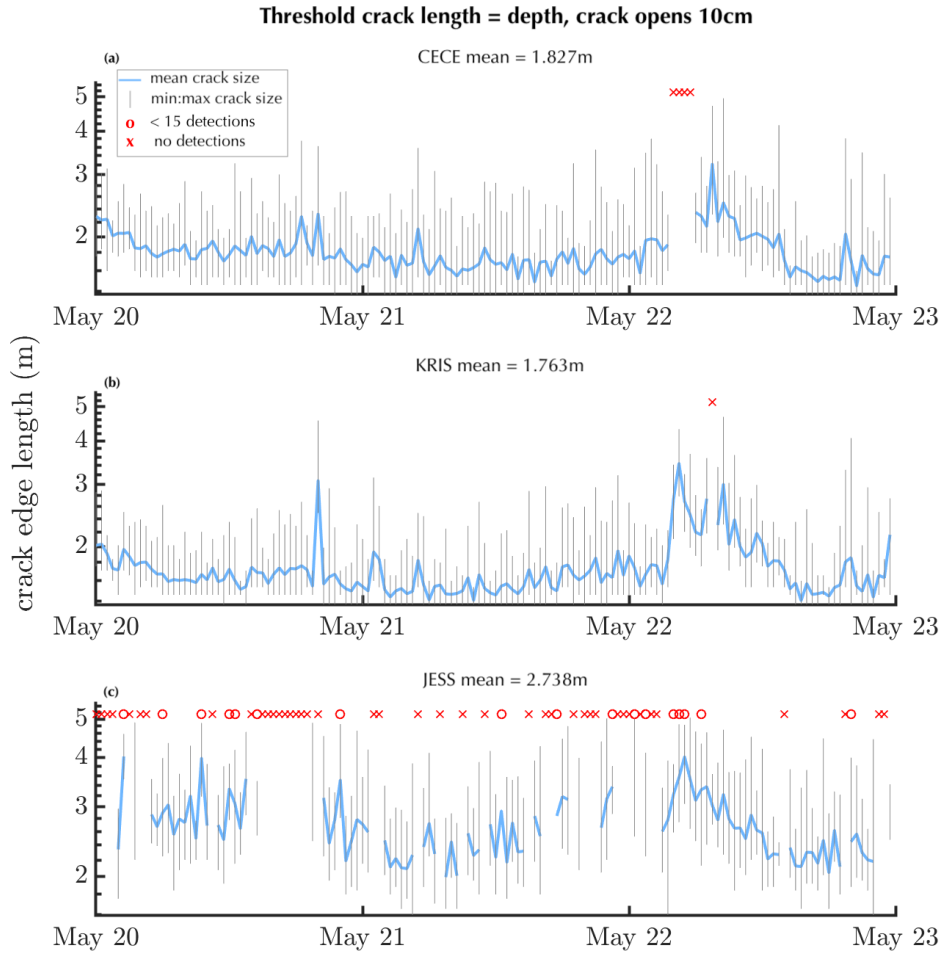 Threshold crack length = depth, crack opens 10cm
(a)
CECE mean = 1.827m
mean crack size
min:max crack size
o < 15 detections
x no detections
5
4
3
2
May 20 May 21 May 22 May 23
crack edge length (m)
(b)
KRIS mean = 1.763m
5
4
3
2
May 20 May 21 May 22 May 23
(c)
JESS mean = 2.738m
5
4
3
2
May 20 May 21 May 22 May 23